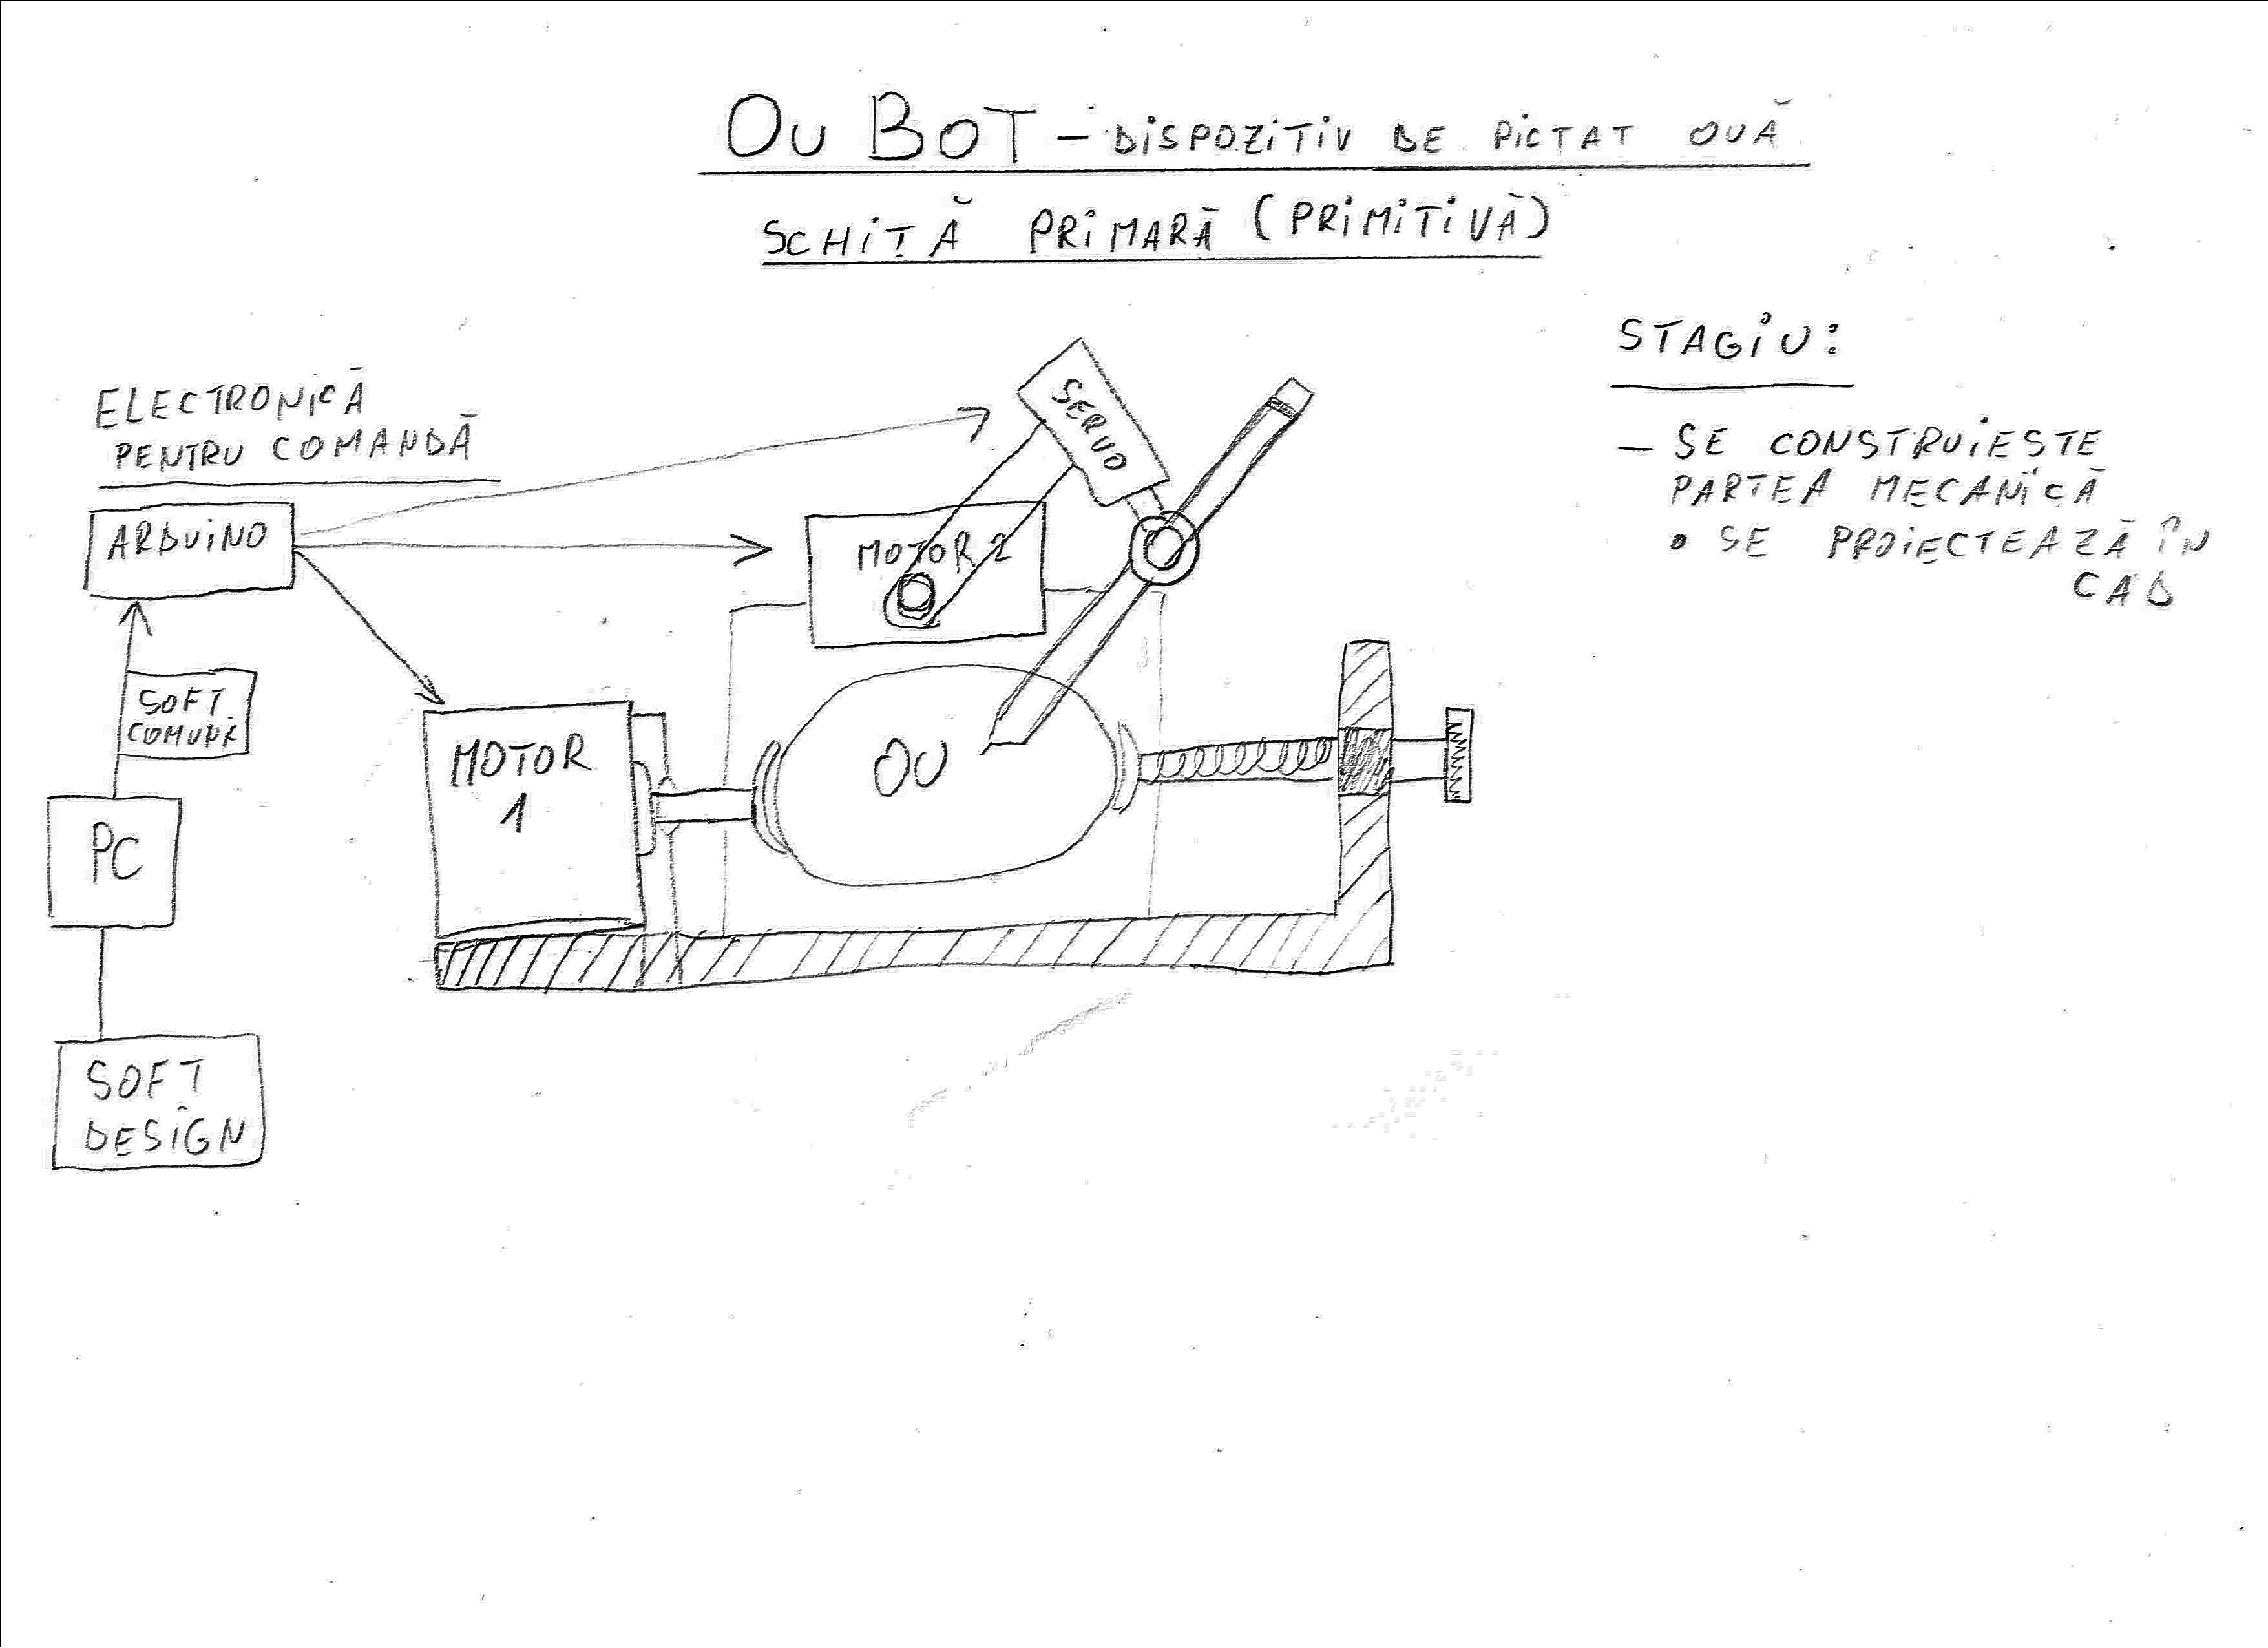 OU BOT – DISPOZITIV DE PICTAT OUĂ
SCHIȚĂ PRIMARĂ (PRIMITIVĂ)
STAGIU:
– SE CONSTRUIESTE
PARTEA MECANICĂ
• SE PROIECTEAZĂ ÎN
CAD
ELECTRONICĂ
PENTRU COMANDĂ
ARDUINO
SERVO
MOTOR 2
SOFT
MOTOR
1
OU
PC
SOFT
DESIGN